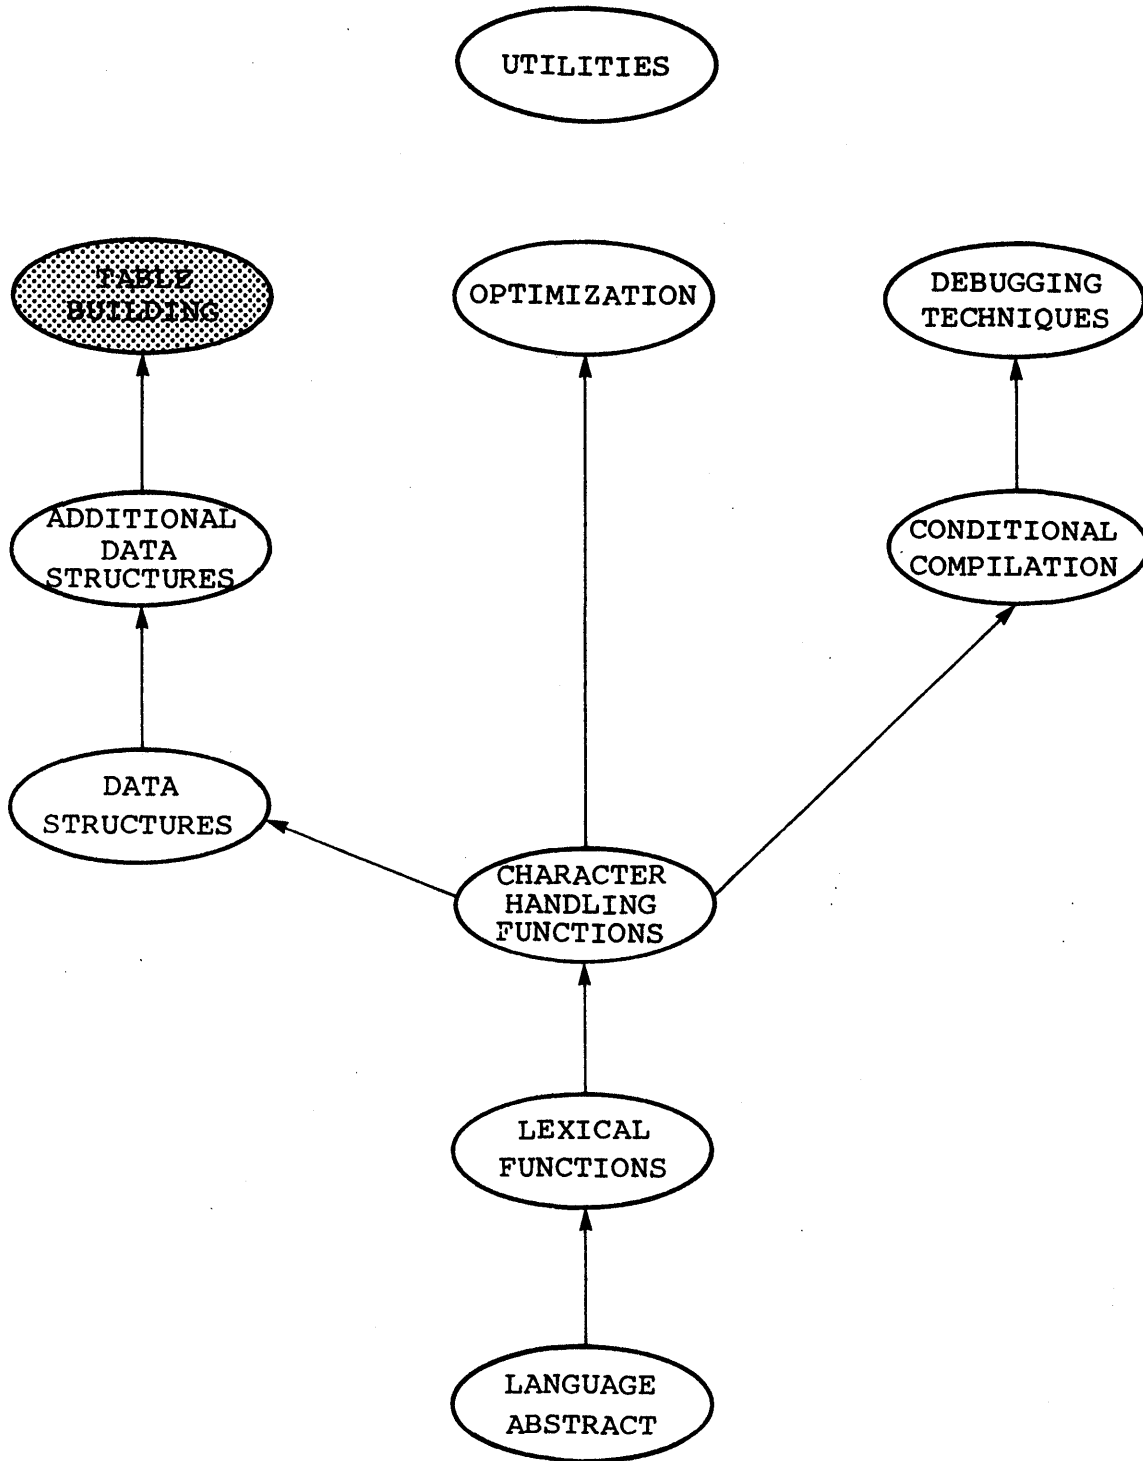 UTILITIES
TABLE
BUILDING
OPTIMIZATION
DEBUGGING
TECHNIQUES
ADDITIONAL
DATA
STRUCTURES
CONDITIONAL
COMPILATION
DATA
STRUCTURES
CHARACTER
HANDLING
FUNCTIONS
LEXICAL
FUNCTIONS
LANGUAGE
ABSTRACT